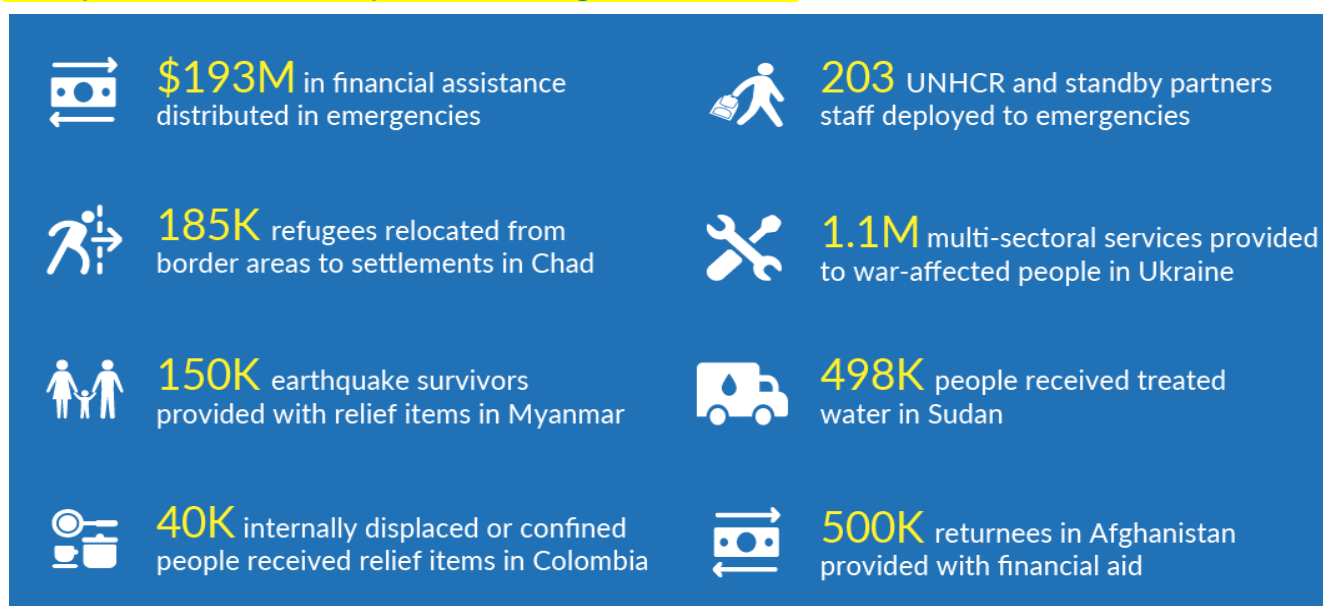 $193M in financial assistance
distributed in emergencies
203 UNHCR and standby partners
staff deployed to emergencies
185K refugees relocated from
border areas to settlements in Chad
1.1M multi-sectoral services provided
to war-affected people in Ukraine
150K earthquake survivors
provided with relief items in Myanmar
498K people received treated
water in Sudan
40K internally displaced or confined
people received relief items in Colombia
500K returnees in Afghanistan
provided with financial aid